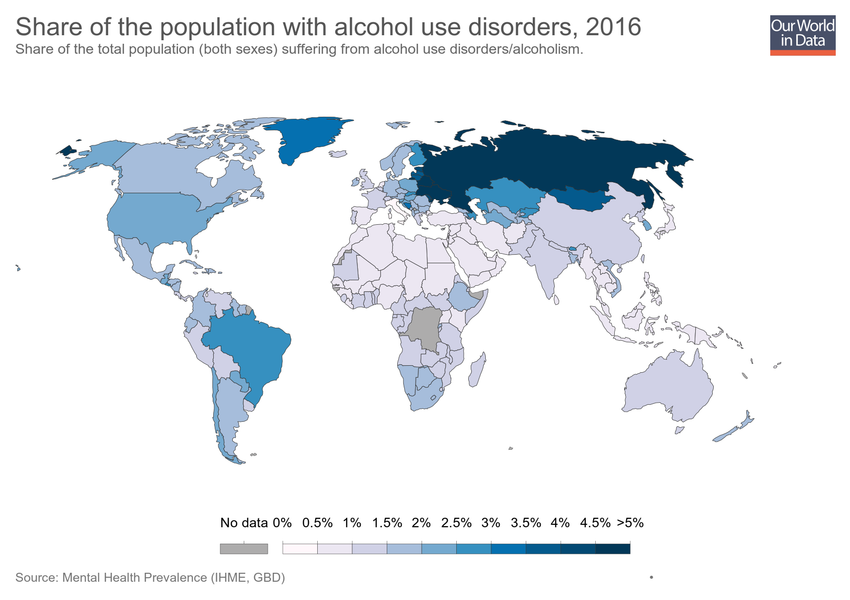 Share of the population with alcohol use disorders, 2016
Share of the total population (both sexes) suffering from alcohol use disorders/alcoholism.
Our World
in Data
No data 0% 0.5% 1% 1.5% 2% 2.5% 3% 3.5% 4% 4.5% >5%
Source: Mental Health Prevalence (IHME, GBD)